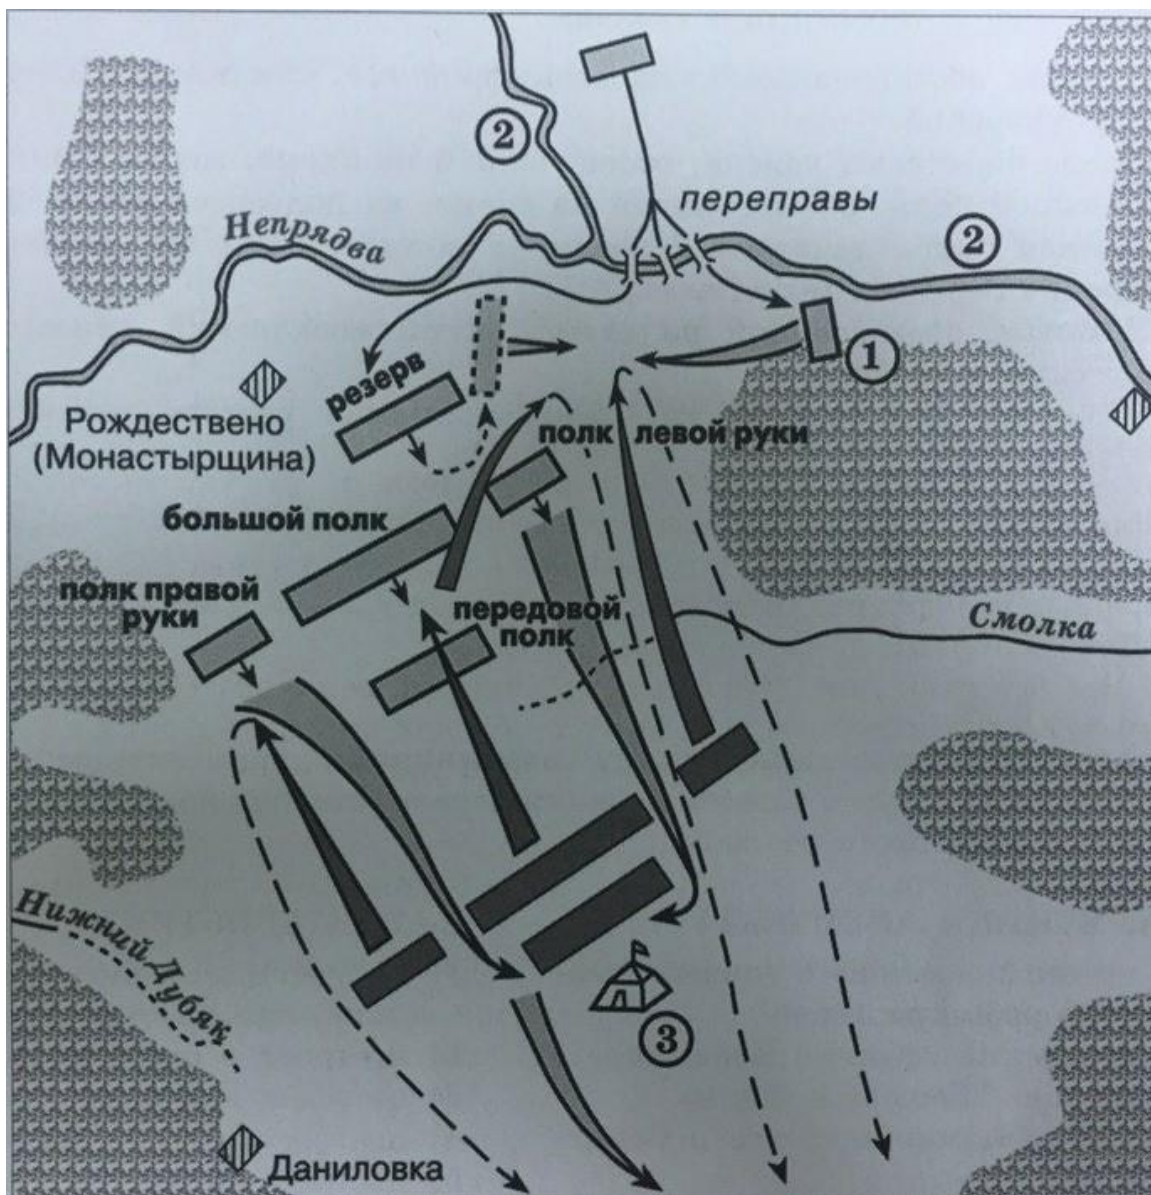 2
переправы
Непрядва
2
1
резерв
Рождествено
(Монастырщина)
полк левой руки
большой полк
полк правой
руки
передовой
полк
Смолка
Нижний Дубяк
3
Даниловка